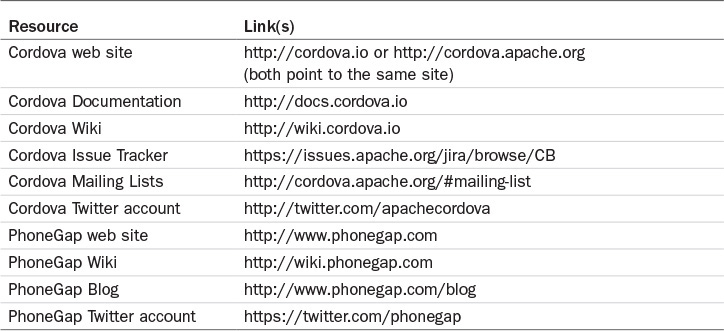 Resource Link(s)
Cordova web site http://cordova.io or http://cordova.apache.org
(both point to the same site)
Cordova Documentation http://docs.cordova.io
Cordova Wiki http://wiki.cordova.io
Cordova Issue Tracker https://issues.apache.org/jira/browse/CB
Cordova Mailing Lists http://cordova.apache.org/#mailing-list
Cordova Twitter account http://twitter.com/apachecordova
PhoneGap web site http://www.phonegap.com
PhoneGap Wiki http://wiki.phonegap.com
PhoneGap Blog http://www.phonegap.com/blog
PhoneGap Twitter account https://twitter.com/phonegap